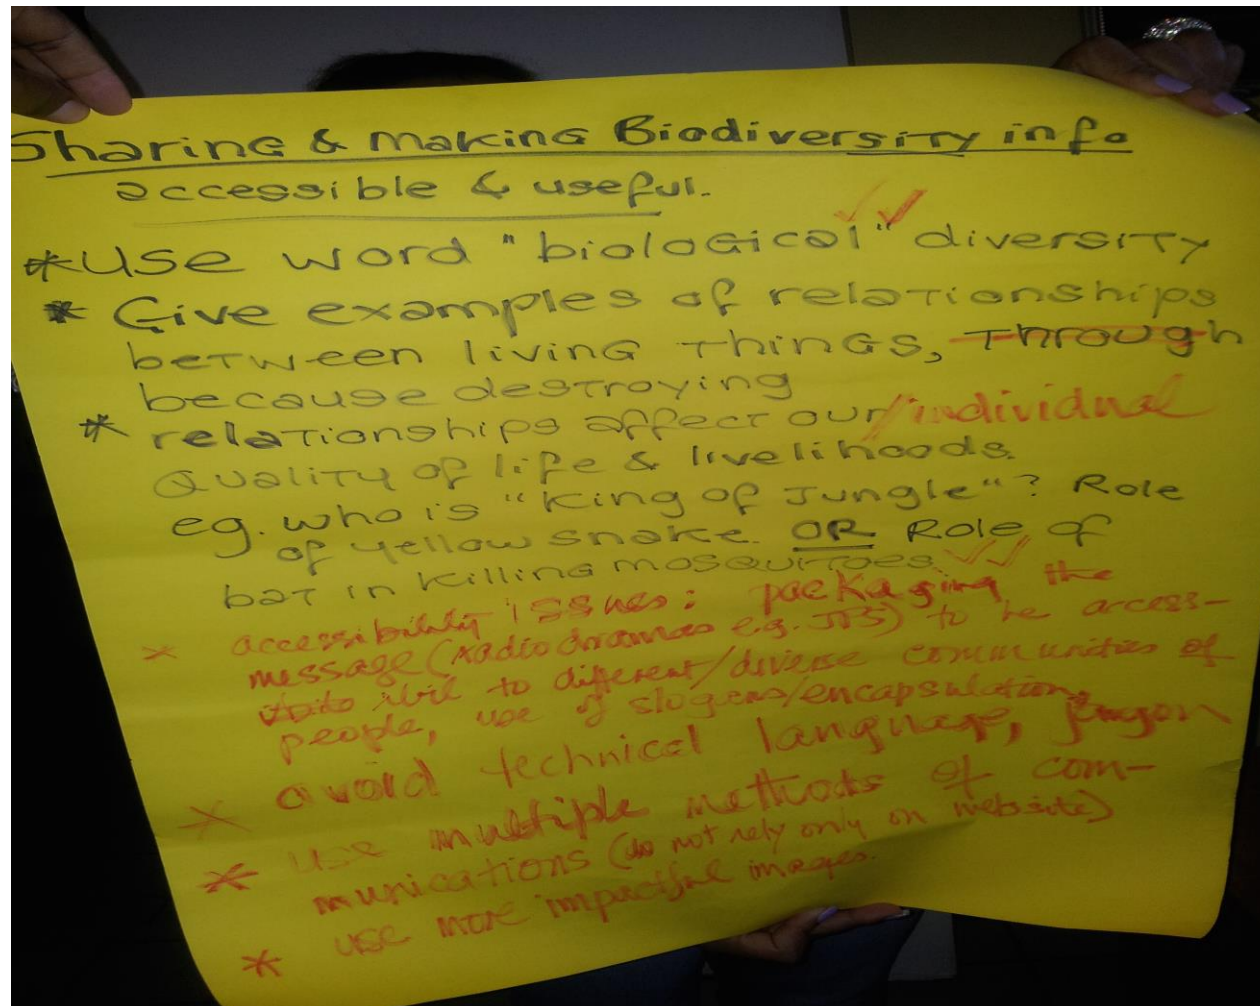 Sharing & making Biodiversity info
accessible & useful.
*Use word "biological" diversity
* Give examples of relationships
between living things, through
because destroying
* relationships affect our/individual
Quality of life & livelihoods.
eg. who is "King of Jungle"? Role
of yellow snake. OR Role of
bat in killing mosquitoes
* accessibility issues: packaging the
message (radio dramas e.g. ) to be access-
ibil to different/diverse communities of
people, use of slogens/encapsulation,
* avoid technical language, jargon
* use multiple methods of com-
munications (do not rely only on website)
* use more impactful images.